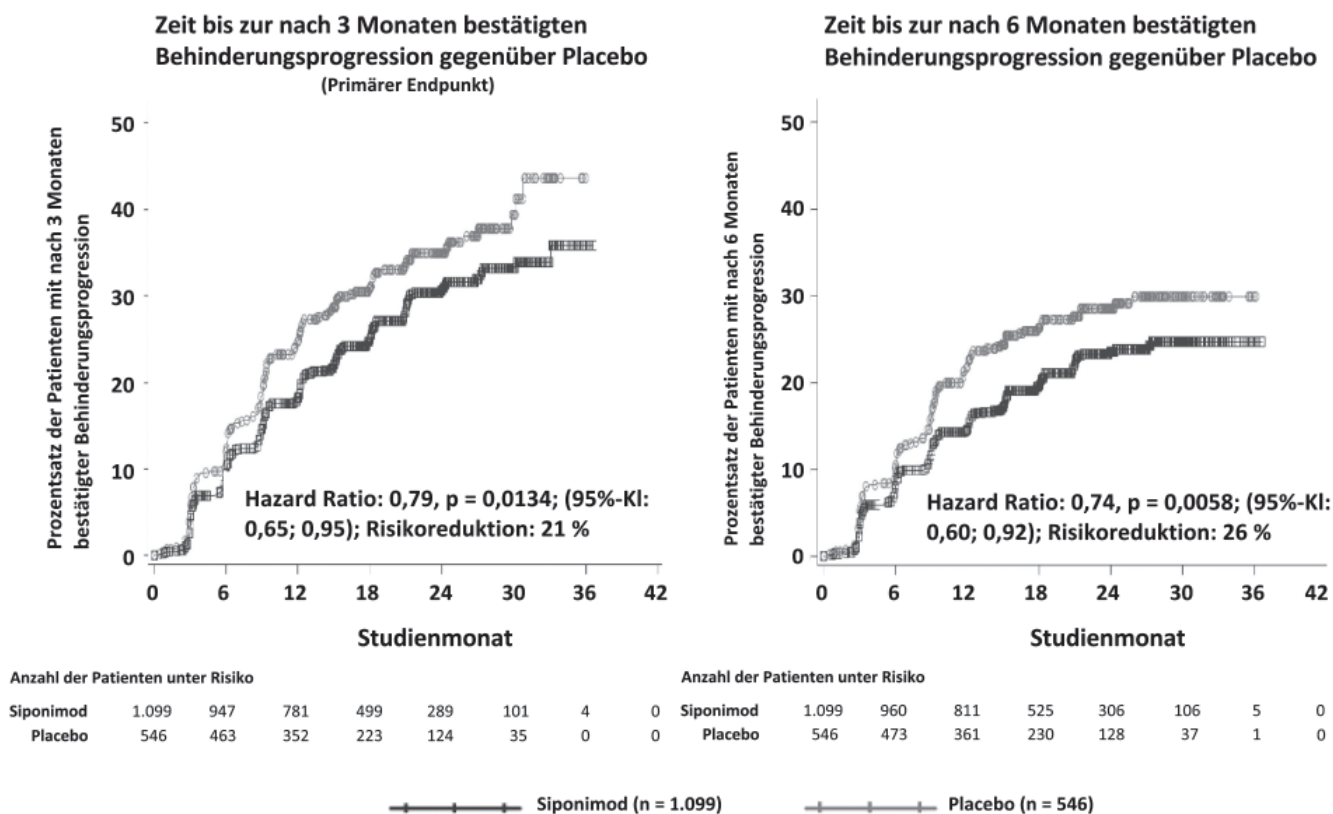 Zeit bis zur nach 3 Monaten bestätigten
Behinderungsprogression gegenüber Placebo
(Primärer Endpunkt)
Prozentsatz der Patienten mit nach 3 Monaten
bestätigter Behinderungsprogression
50
40
30
20
10
0
Hazard Ratio: 0,79, p = 0,0134; (95%-KI:
0,65; 0,95); Risikoreduktion: 21 %
0 6 12 18 24 30 36 42
Studienmonat
Anzahl der Patienten unter Risiko
Siponimod 1.099 947 781 499 289 101 4 0
Placebo 546 463 352 223 124 35 0 0
Zeit bis zur nach 6 Monaten bestätigten
Behinderungsprogression gegenüber Placebo
Prozentsatz der Patienten mit nach 6 Monaten
bestätigter Behinderungsprogression
50
40
30
20
10
0
Hazard Ratio: 0,74, p = 0,0058; (95%-KI:
0,60; 0,92); Risikoreduktion: 26 %
0 6 12 18 24 30 36 42
Studienmonat
Anzahl der Patienten unter Risiko
Siponimod 1.099 960 811 525 306 106 5 0
Placebo 546 473 361 230 128 37 1 0
Siponimod (n = 1.099)
Placebo (n = 546)